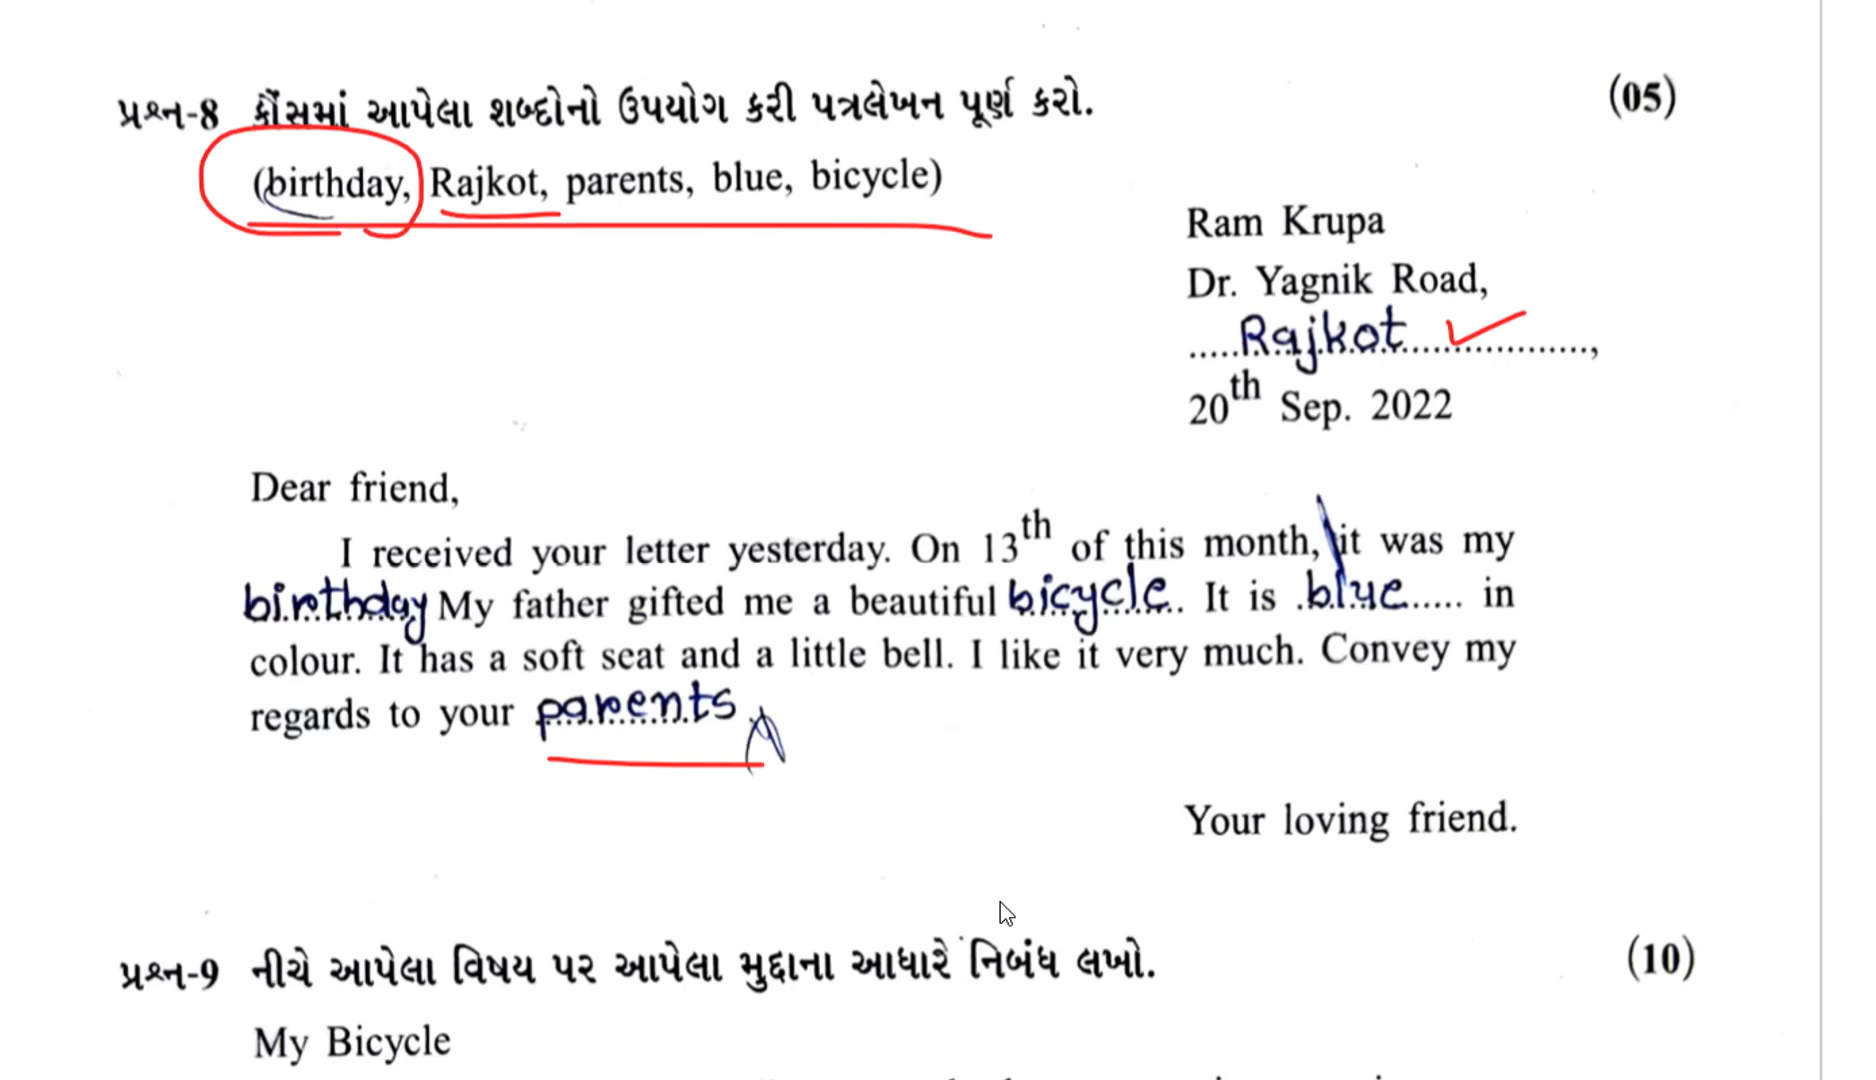 પ્રશ્ન-8 કૌંસમાં આપેલા શબ્દોનો ઉપયોગ કરી પત્રલેખન પૂર્ણ કરો. (05)
(birthday, Rajkot, parents, blue, bicycle)
Ram Krupa
Dr. Yagnik Road,
.....Rajkot..................,
20th Sep. 2022
Dear friend,
I received your letter yesterday. On 13th of this month, it was my
birthday My father gifted me a beautiful bicycle.. It is .blue...... in
colour. It has a soft seat and a little bell. I like it very much. Convey my
regards to your parents
Your loving friend.
પ્રશ્ન-9 નીચે આપેલા વિષય પર આપેલા મુદ્દાના આધારે નિબંધ લખો. (10)
My Bicycle